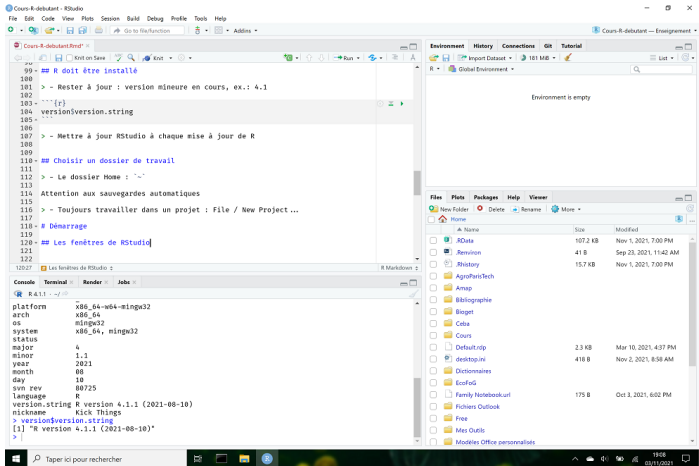 Cours-R-debutant - RStudio
File Edit Code View Plots Session Build Debug Profile Tools Help
Go to file/function
Addins
Cours-R-debutant — Enseignement
Cours-R-debutant.Rmd*
Knit on Save
Knit
Run
99 ## R doit être installé
100
101 > - Rester à jour : version mineure en cours, ex.: 4.1
102
103 ```{r}
104 version$version.string
105 ```
106
107 > - Mettre à jour RStudio à chaque mise à jour de R
108
109
110 ## Choisir un dossier de travail
111
112 > - Le dossier Home : `~`
113
114 Attention aux sauvegardes automatiques
115
116 > - Toujours travailler dans un projet : File / New Project...
117
118 # Démarrage
119
120 ## Les fenêtres de RStudio
121
122
120:27 Les fenêtres de RStudio R Markdown
Console Terminal Render Jobs
R 4.1.1 · ~/
platform x86_64-w64-mingw32
arch x86_64
os mingw32
system x86_64, mingw32
status
major 4
minor 1.1
year 2021
month 08
day 10
svn rev 80725
language R
version.string R version 4.1.1 (2021-08-10)
nickname Kick Things
> version$version.string
[1] "R version 4.1.1 (2021-08-10)"
>
Environment History Connections Git Tutorial
Import Dataset 181 MiB List
R Global Environment
Environment is empty
Files Plots Packages Help Viewer
New Folder Delete Rename More
Home
Name Size Modified
.RData 107.2 KB Nov 1, 2021, 7:00 PM
.Renviron 41 B Sep 23, 2021, 11:42 AM
.Rhistory 15.7 KB Nov 1, 2021, 7:00 PM
AgroParisTech
Amap
Bibliographie
Bioget
Ceba
Cours
Default.rdp 2.3 KB Mar 10, 2021, 4:37 PM
desktop.ini 418 B Nov 2, 2021, 8:58 AM
Dictionnaires
EcoFoG
Family Notebook.url 175 B Oct 3, 2021, 6:02 PM
Fichiers Outlook
Free
Mes Outils
Modèles Office personnalisés
Taper ici pour rechercher
19:08
03/11/2021